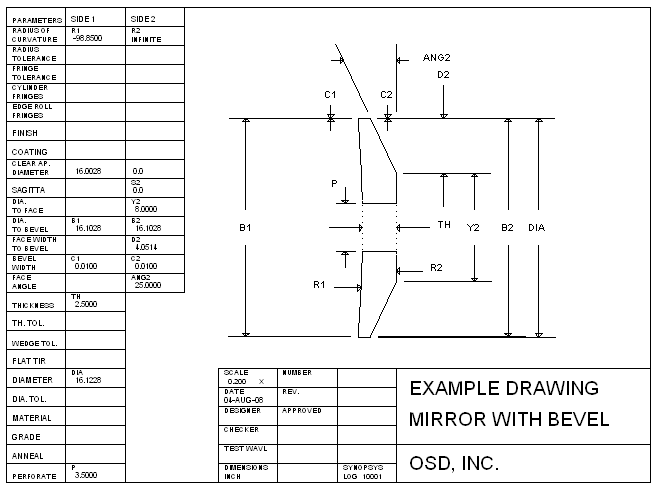 PARAMETERS SIDE 1 SIDE 2
RADIUS OF CURVATURE R1 -98.8500 R2 INFINITE
RADIUS TOLERANCE
FRINGE TOLERANCE
CYLINDER FRINGES
EDGE ROLL FRINGES
FINISH
COATING
CLEAR AP. DIAMETER 16.0028 0.0
SAGITTA S2 0.0
DIA. TO FACE Y2 8.0000
DIA. TO BEVEL B1 16.1028 B2 16.1028
FACE WIDTH TO BEVEL D2 4.0514
BEVEL WIDTH C1 0.0100 C2 0.0100
FACE ANGLE ANG2 25.0000
THICKNESS TH 2.5000
TH. TOL.
WEDGE TOL.
FLAT TIR
DIAMETER DIA 16.1228
DIA. TOL.
MATERIAL
GRADE
ANNEAL
PERFORATE P 3.5000
ANG2
D2
C1 C2
P
B1 TH Y2 B2 DIA
R2
R1
SCALE 0.200 X NUMBER
DATE 04-AUG-08 REV.
DESIGNER APPROVED
CHECKER
TEST WAVL
DIMENSIONS INCH SYNOPSYS LOG 10001
EXAMPLE DRAWING
MIRROR WITH BEVEL
OSD, INC.